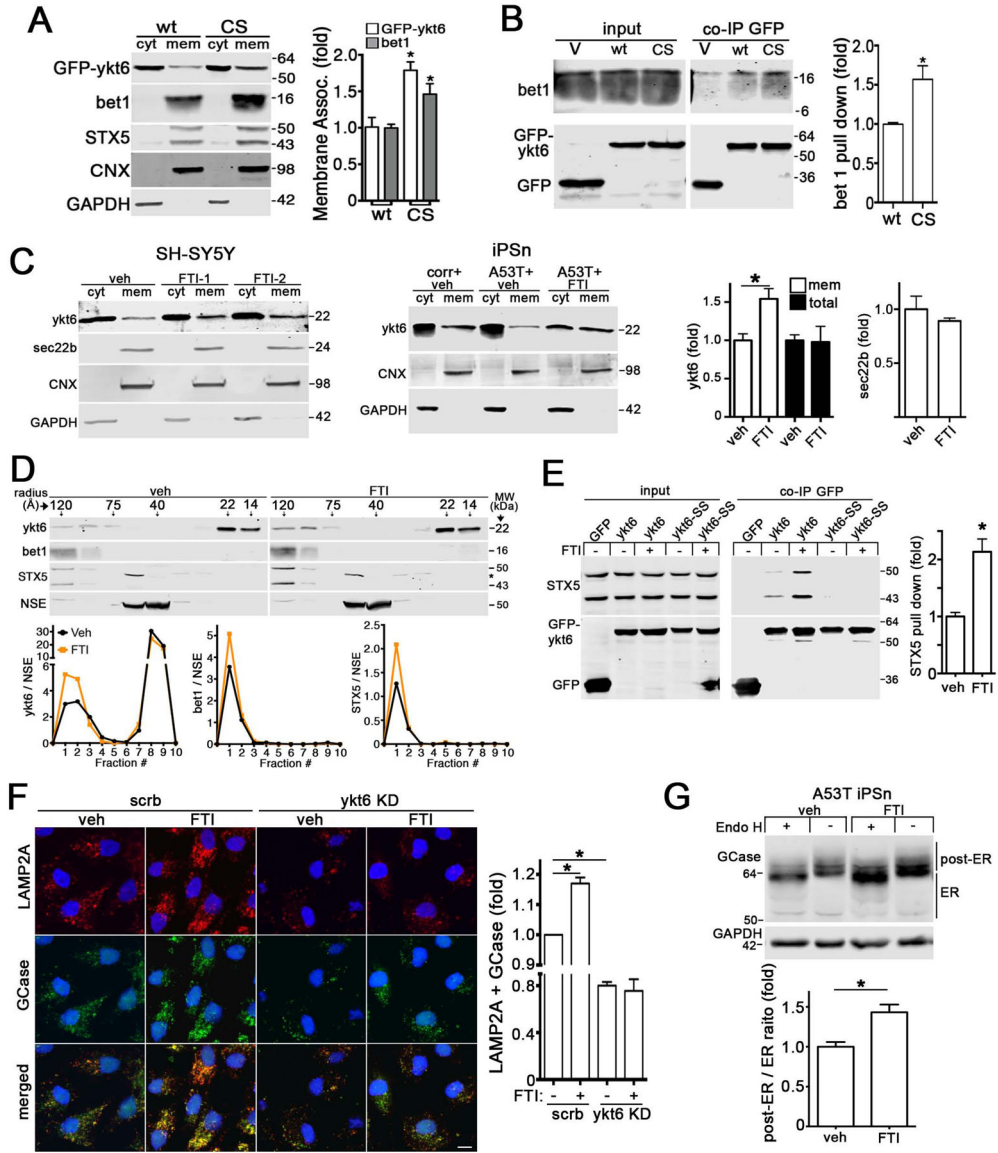 A
wt CS
cyt mem cyt mem
GFP-ykt6
-64
50
bet1
-16
STX5
-50
-43
CNX
-98
GAPDH
-42
Membrane Assoc. (fold)
2.0
1.5
1.0
0.5
0
GFP-ykt6
bet1
* *
wt CS
B
input co-IP GFP
V wt CS V wt CS
bet1
-16
-6
GFP-
ykt6
GFP
-64
50
-36
bet 1 pull down (fold)
2.0
1.5
1.0
0.5
0
*
wt CS
C
SH-SY5Y
veh FTI-1 FTI-2
cyt mem cyt mem cyt mem
ykt6
-22
sec22b
-24
CNX
-98
GAPDH
-42
iPSn
corr+ A53T+ A53T+
veh veh FTI
cyt mem cyt mem cyt mem
ykt6
-22
CNX
-98
GAPDH
-42
ykt6 (fold)
1.5
1.0
0
*
mem
total
veh FTI veh FTI
sec22b (fold)
1.0
0
veh FTI
D
radius
(Å)
veh FTI
MW
(kDa)
120 75 40 22 14 120 75 40 22 14
ykt6
-22
bet1
-16
STX5
50
*
43
NSE
-50
Veh
FTI
ykt6 / NSE
30
20
10
6
4
2
0
1 2 3 4 5 6 7 8 9 10
Fraction #
bet1 / NSE
6
4
2
0
1 2 3 4 5 6 7 8 9 10
Fraction #
STX5 / NSE
2.5
2.0
1.5
1.0
0.5
0
1 2 3 4 5 6 7 8 9 10
Fraction #
E
input co-IP GFP
GFP ykt6 ykt6 ykt6-SS ykt6-SS GFP ykt6 ykt6 ykt6-SS ykt6-SS
FTI - - + - + - - + - +
STX5
-50
-43
GFP-
ykt6
GFP
64
50
-36
STX5 pull down (fold)
3
2
1
0
*
veh FTI
F
scrb ykt6 KD
veh FTI veh FTI
LAMP2A
GCase
merged
LAMP2A + GCase (fold)
1.2
1.1
1.0
0.9
0.8
0.4
0
*
*
FTI: - + - +
scrb ykt6 KD
G
A53T iPSn
veh FTI
Endo H + - + -
GCase
64-
50-
post-ER
ER
GAPDH
42-
post-ER / ER raito (fold)
1.5
1.0
0
*
veh FTI